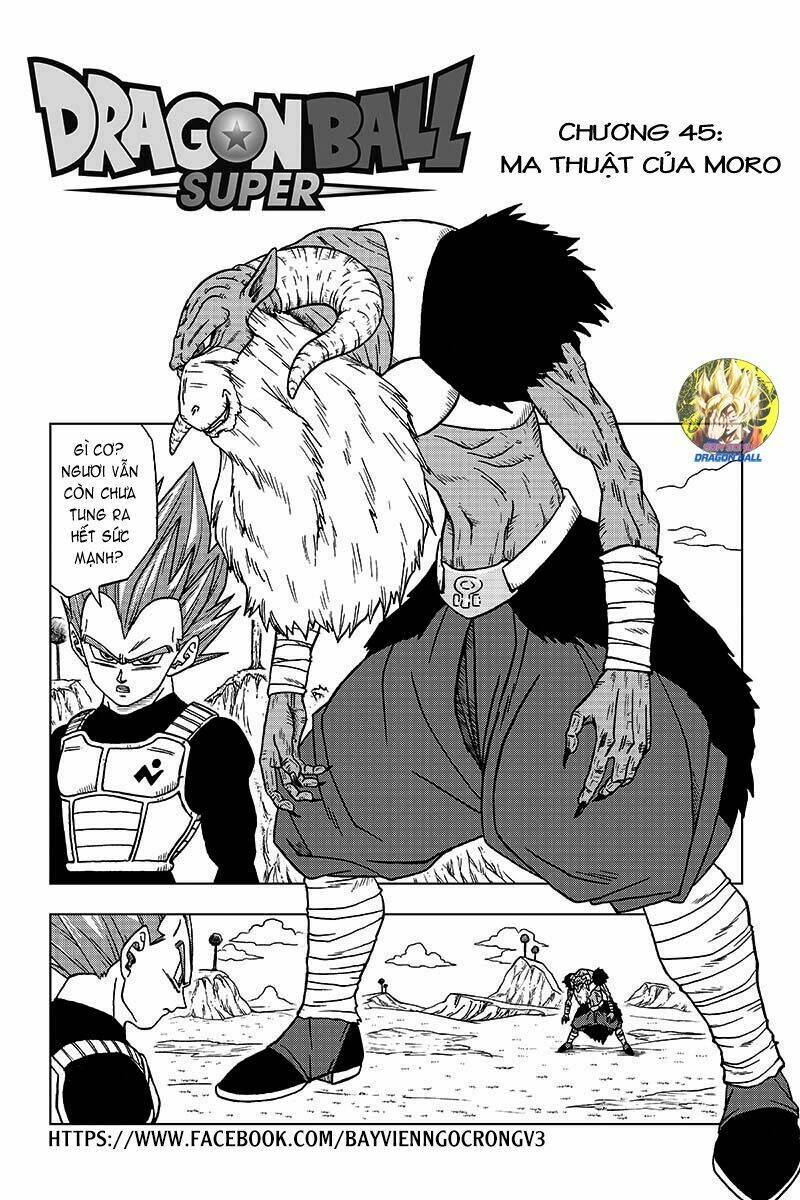 DRAGON BALL
SUPER
CHƯƠNG 45:
MA THUẬT CỦA MORO
GÌ CƠ?
NGƯƠI VẪN
CÒN CHƯA
TUNG RA
HẾT SỨC
MẠNH?
DRAGON BALL
HTTPS://WWW.FACEBOOK.COM/BAYVIENNGOCRONGV3